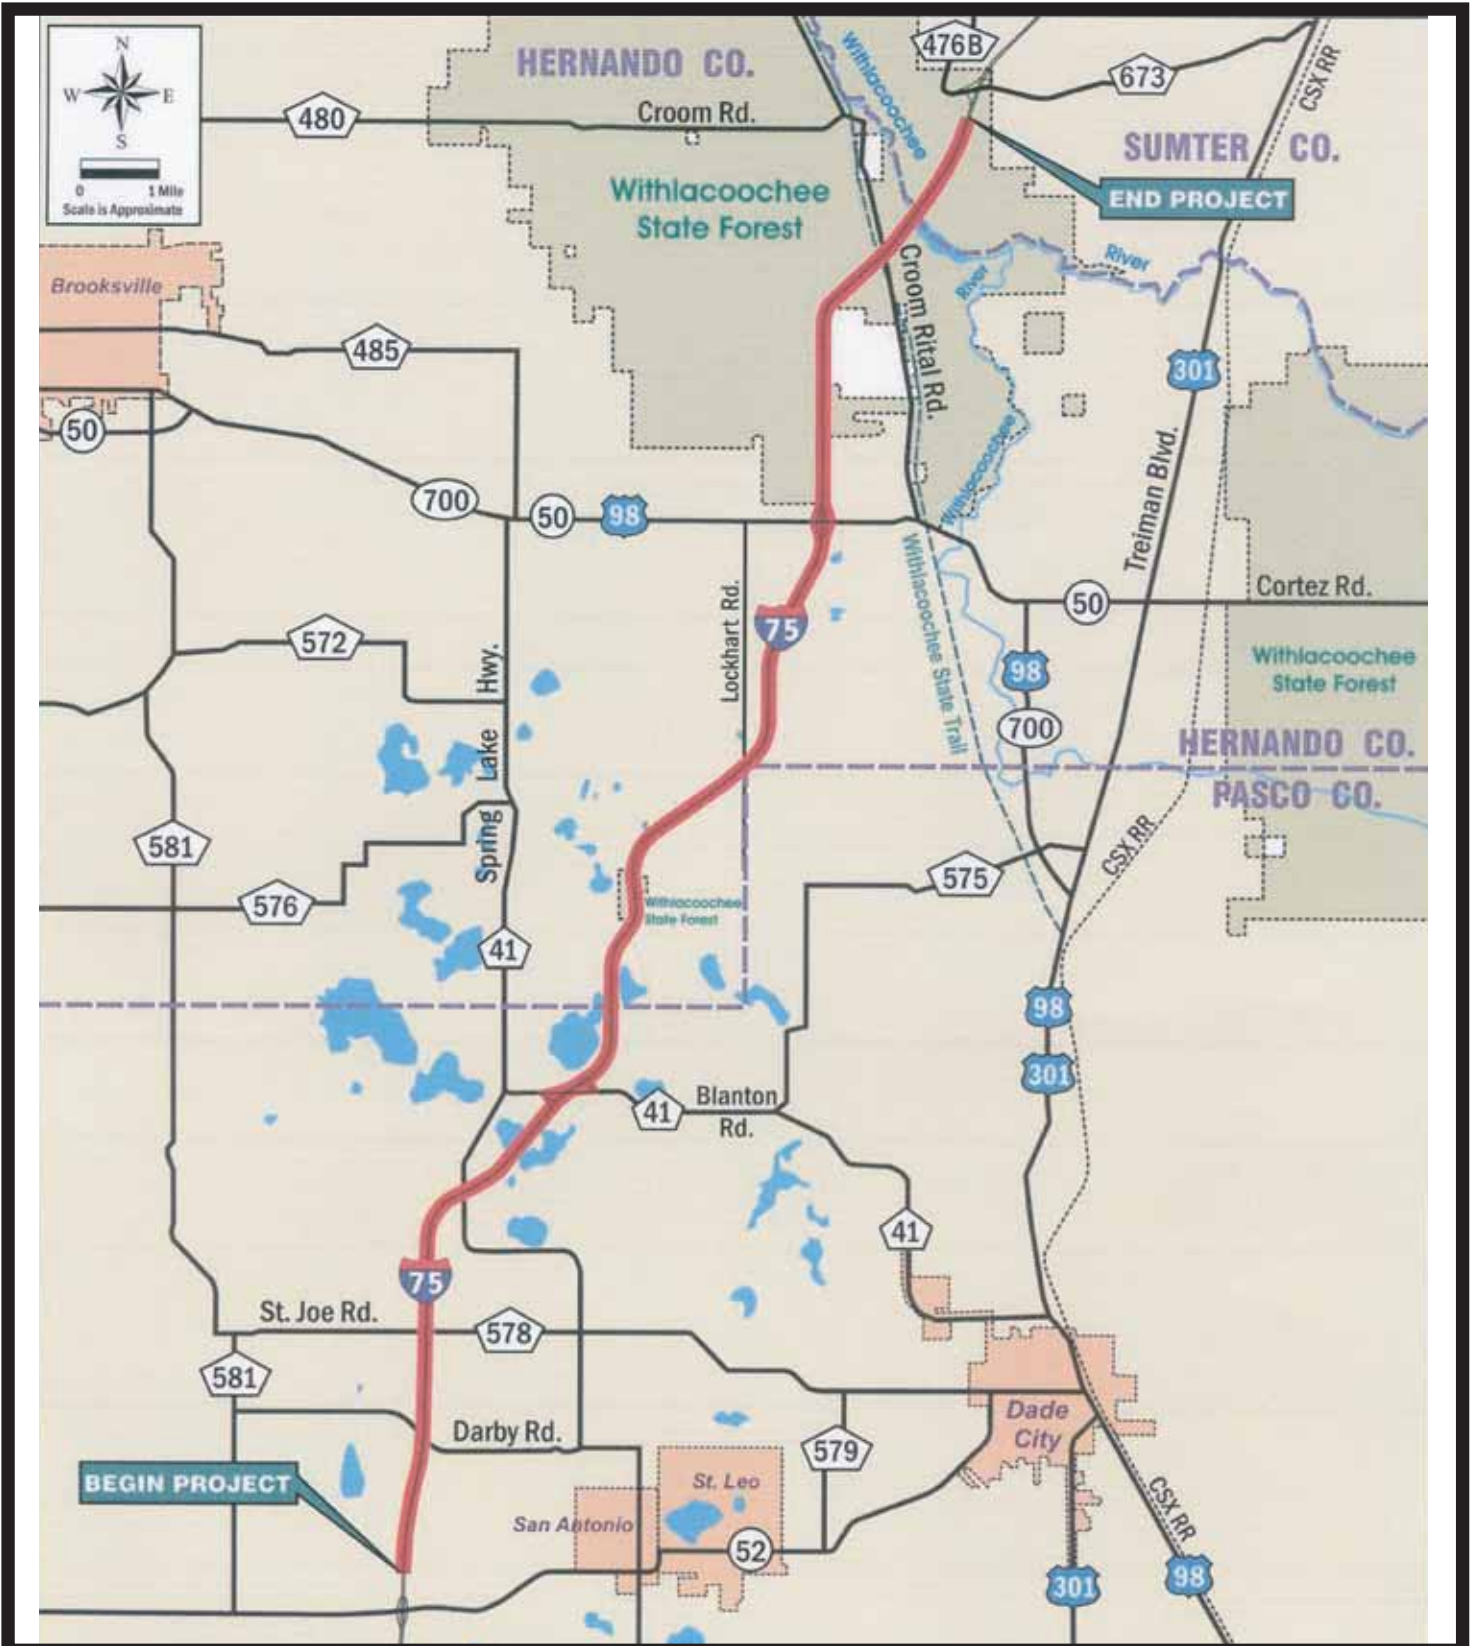 N
W E
S
0 1 Mile
Scale is Approximate
HERNANDO CO.
476B
673
CSX RR
480
Croom Rd.
Withlacoochee
SUMTER CO.
Withlacoochee
State Forest
END PROJECT
Brooksville
River
River
Croom Rital Rd.
485
301
50
700
50
98
Withlacoochee
Treiman Blvd.
Cortez Rd.
50
Lockhart Rd.
75
572
Withlacoochee State Trail
98
Withlacoochee
State Forest
700
HERNANDO CO.
PASCO CO.
Spring Lake Hwy.
581
CSX RR
575
576
Withlacoochee
State Forest
41
98
301
Blanton
Rd.
41
41
75
St. Joe Rd.
578
581
Dade
City
Darby Rd.
579
BEGIN PROJECT
St. Leo
San Antonio
52
CSX RR
301
98